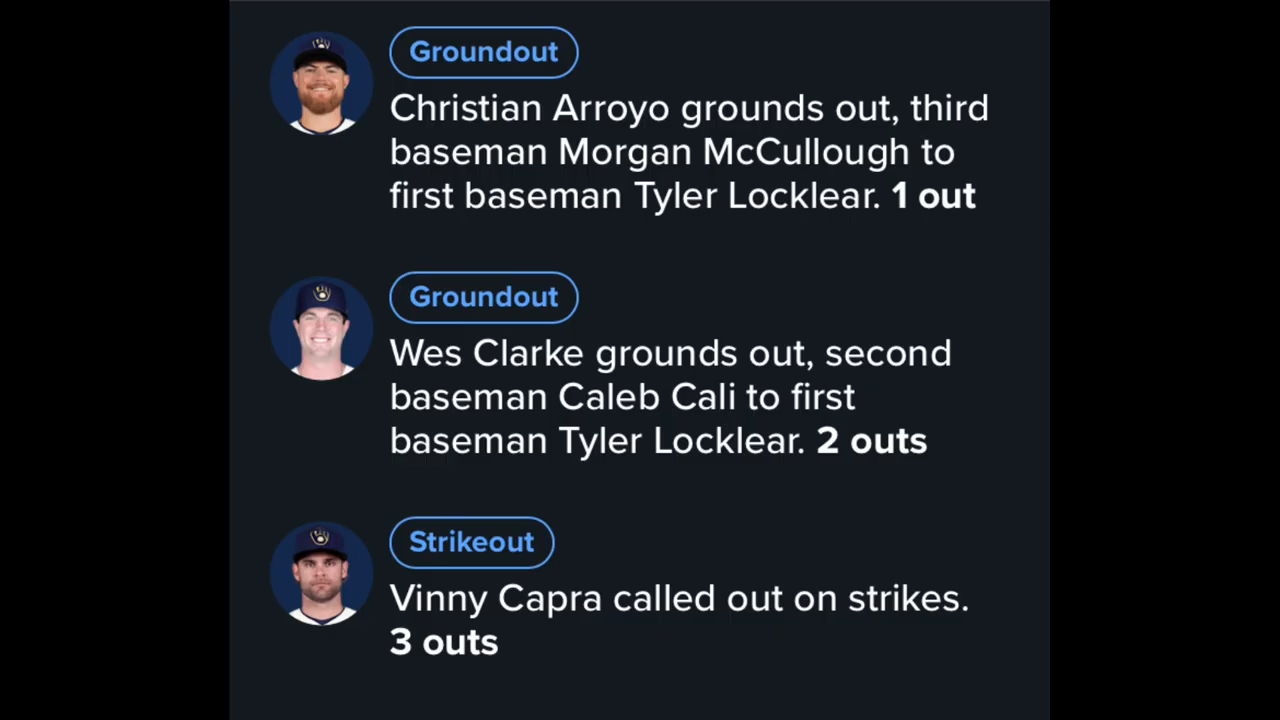 Groundout
Christian Arroyo grounds out, third
baseman Morgan McCullough to
first baseman Tyler Locklear. 1 out
Groundout
Wes Clarke grounds out, second
baseman Caleb Cali to first
baseman Tyler Locklear. 2 outs
Strikeout
Vinny Capra called out on strikes.
3 outs